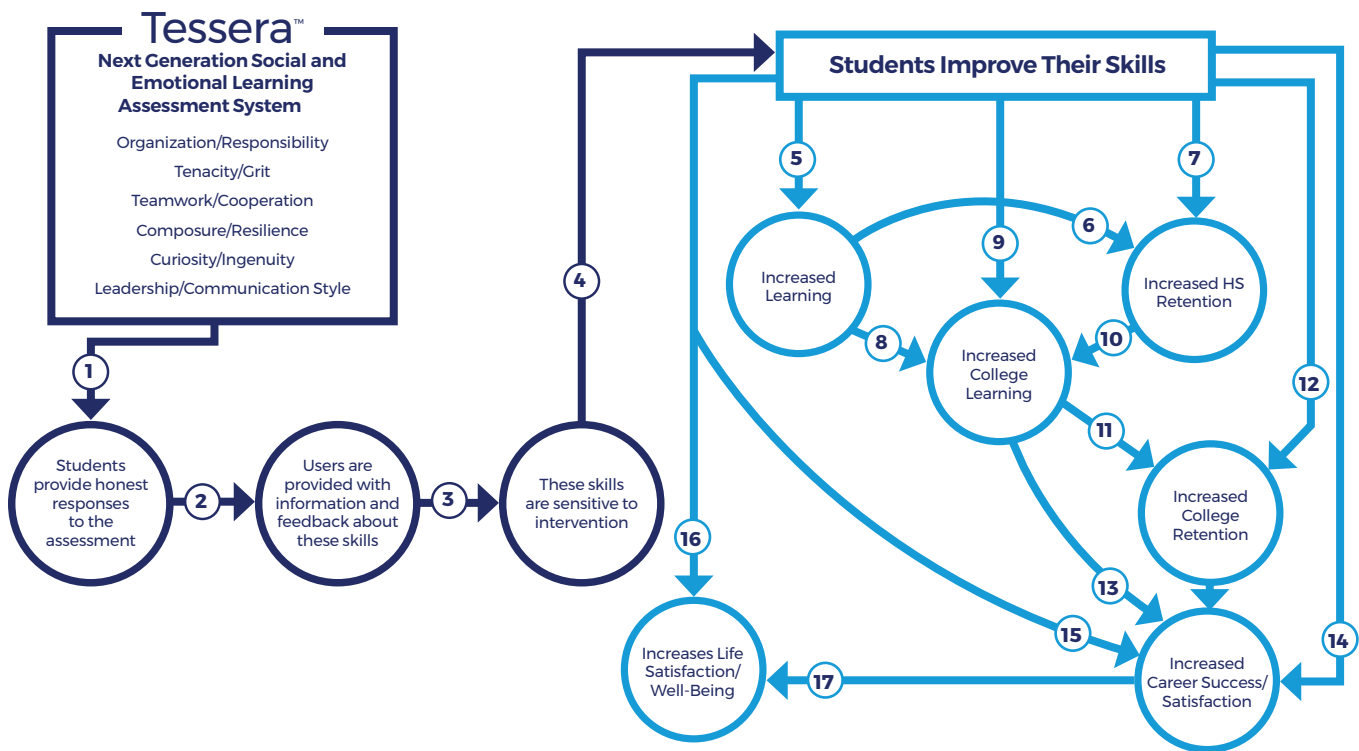 Tessera™
Next Generation Social and
Emotional Learning
Assessment System
Organization/Responsibility
Tenacity/Grit
Teamwork/Cooperation
Composure/Resilience
Curiosity/Ingenuity
Leadership/Communication Style
1
Students
provide honest
responses
to the
assessment
2
Users are
provided with
information and
feedback about
these skills
3
These skills
are sensitive to
intervention
4
Students Improve Their Skills
5
Increased
Learning
6
7
Increased HS
Retention
8
9
10
Increased
College
Learning
11
12
Increased
College
Retention
13
14
15
Increased
Career Success/
Satisfaction
16
Increases Life
Satisfaction/
Well-Being
17